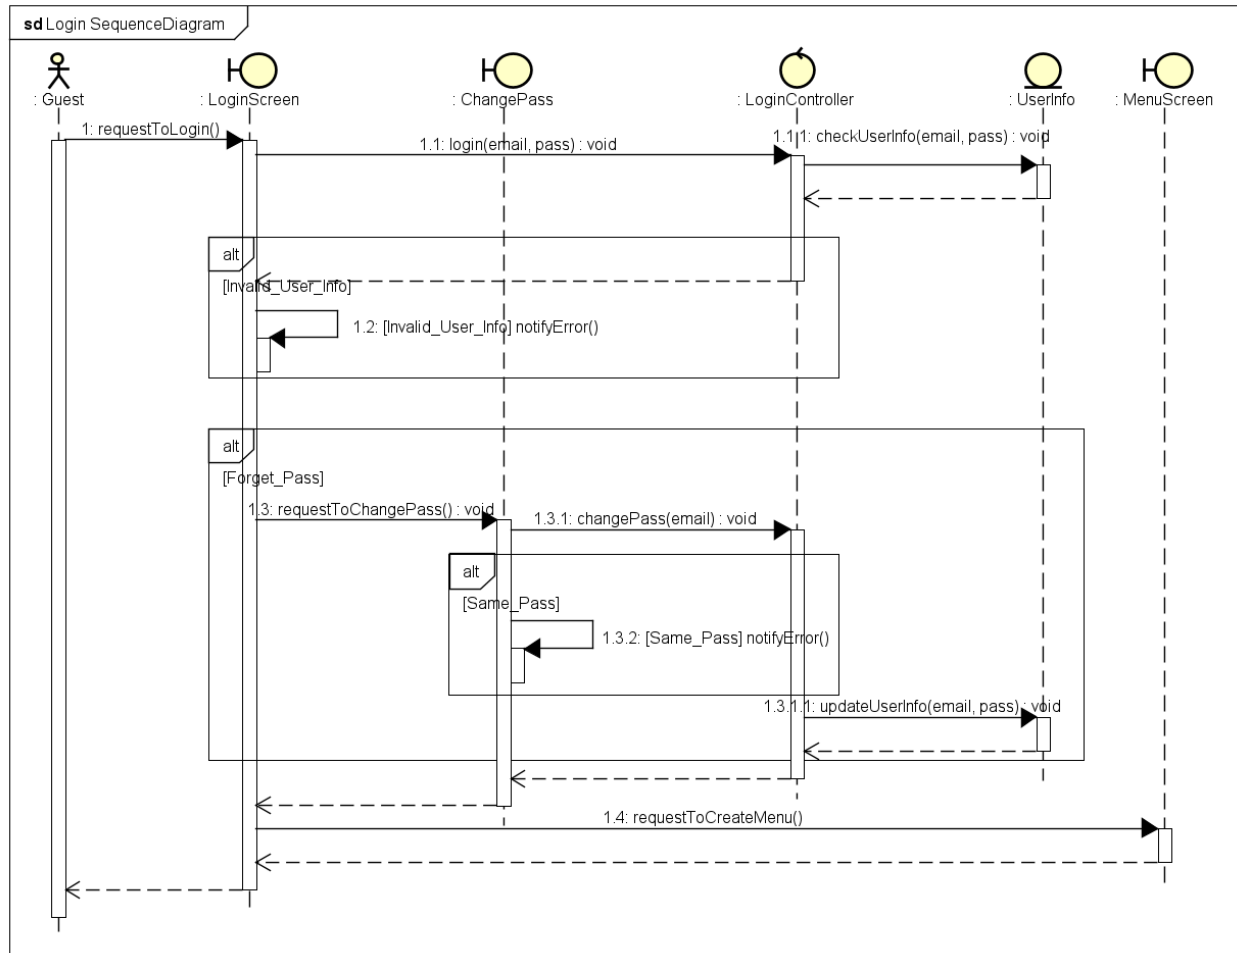 sd Login SequenceDiagram
: Guest
: LoginScreen
: ChangePass
: LoginController
: UserInfo
: MenuScreen
1: requestToLogin()
1.1: login(email, pass) : void
1.1.1: checkUserInfo(email, pass) : void
alt
[Invalid_User_Info]
1.2: [Invalid_User_Info] notifyError()
alt
[Forget_Pass]
1.3: requestToChangePass() : void
1.3.1: changePass(email) : void
alt
[Same_Pass]
1.3.2: [Same_Pass] notifyError()
1.3.1.1: updateUserInfo(email, pass) : void
1.4: requestToCreateMenu()